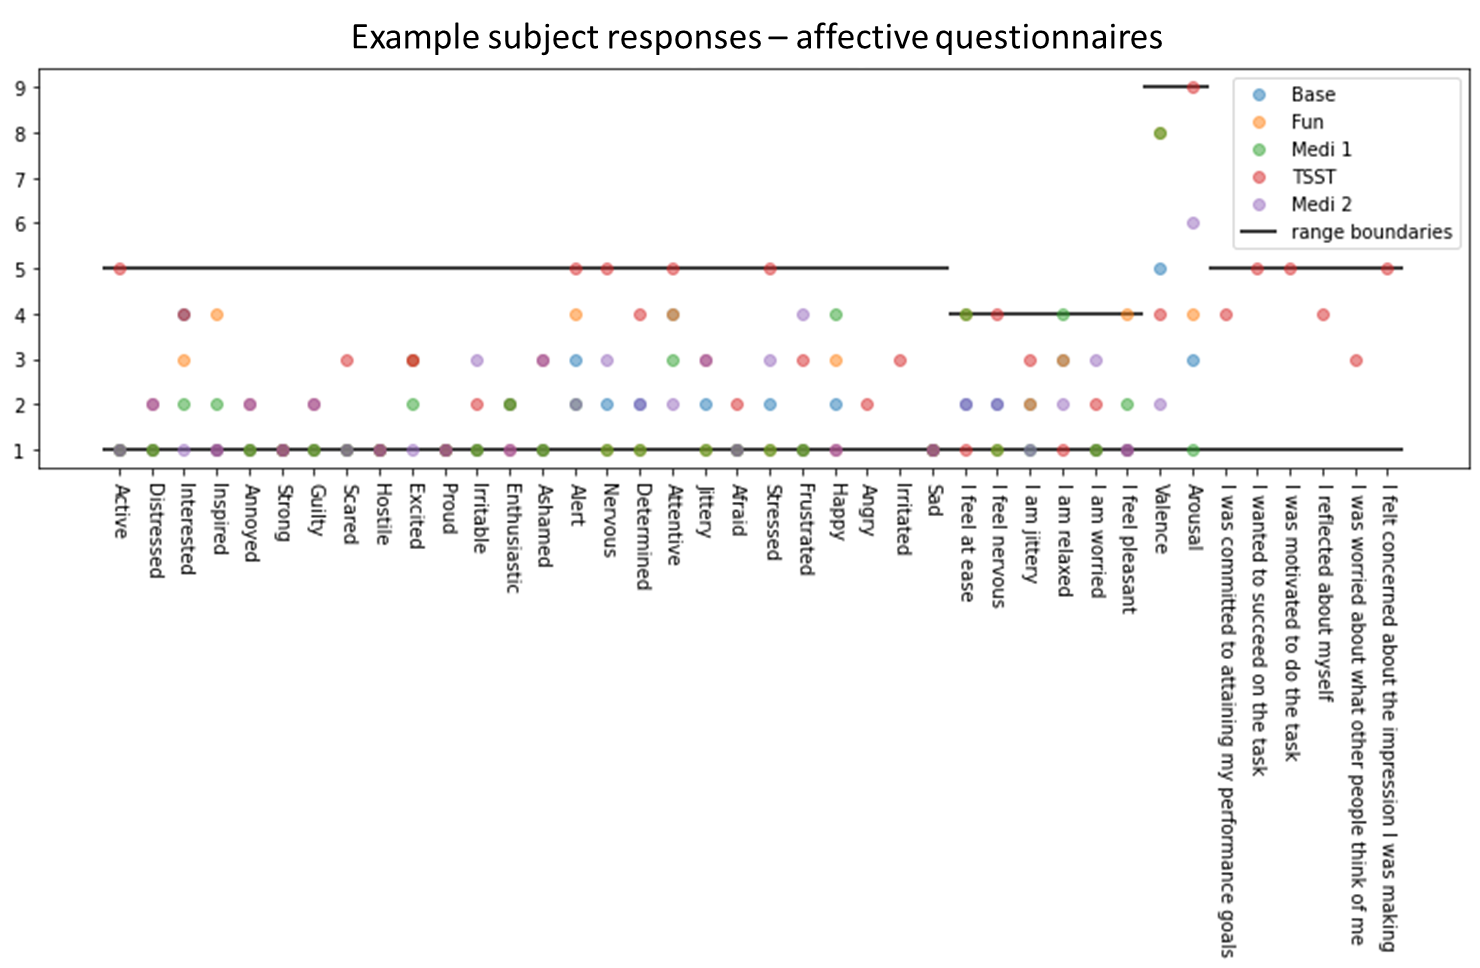 Example subject responses – affective questionnaires
9
8
7
6
5
4
3
2
1
Base
Fun
Medi 1
TSST
Medi 2
range boundaries
Active
Distressed
Interested
Inspired
Annoyed
Strong
Guilty
Scared
Hostile
Excited
Proud
Irritable
Enthusiastic
Ashamed
Alert
Nervous
Determined
Attentive
Jittery
Afraid
Stressed
Frustrated
Happy
Angry
Irritated
Sad
I feel at ease
I feel nervous
I am jittery
I am relaxed
I am worried
I feel pleasant
Valence
Arousal
I was committed to attaining my performance goals
I wanted to succeed on the task
I was motivated to do the task
I reflected about myself
I was worried about what other people think of me
I felt concerned about the impression I was making